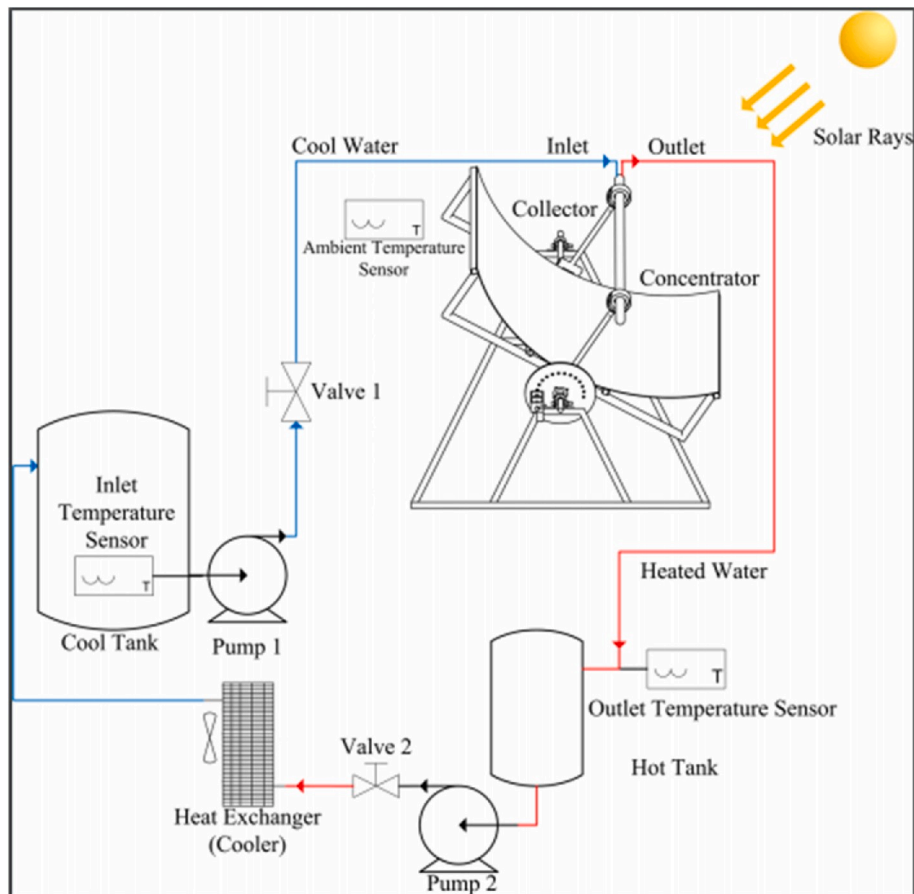 Solar Rays
Cool Water
Inlet
Outlet
Collector
T
Ambient Temperature
Sensor
Concentrator
Valve 1
Inlet
Temperature
Sensor
T
Cool Tank
Pump 1
Heated Water
T
Outlet Temperature Sensor
Hot Tank
Valve 2
Heat Exchanger
(Cooler)
Pump 2